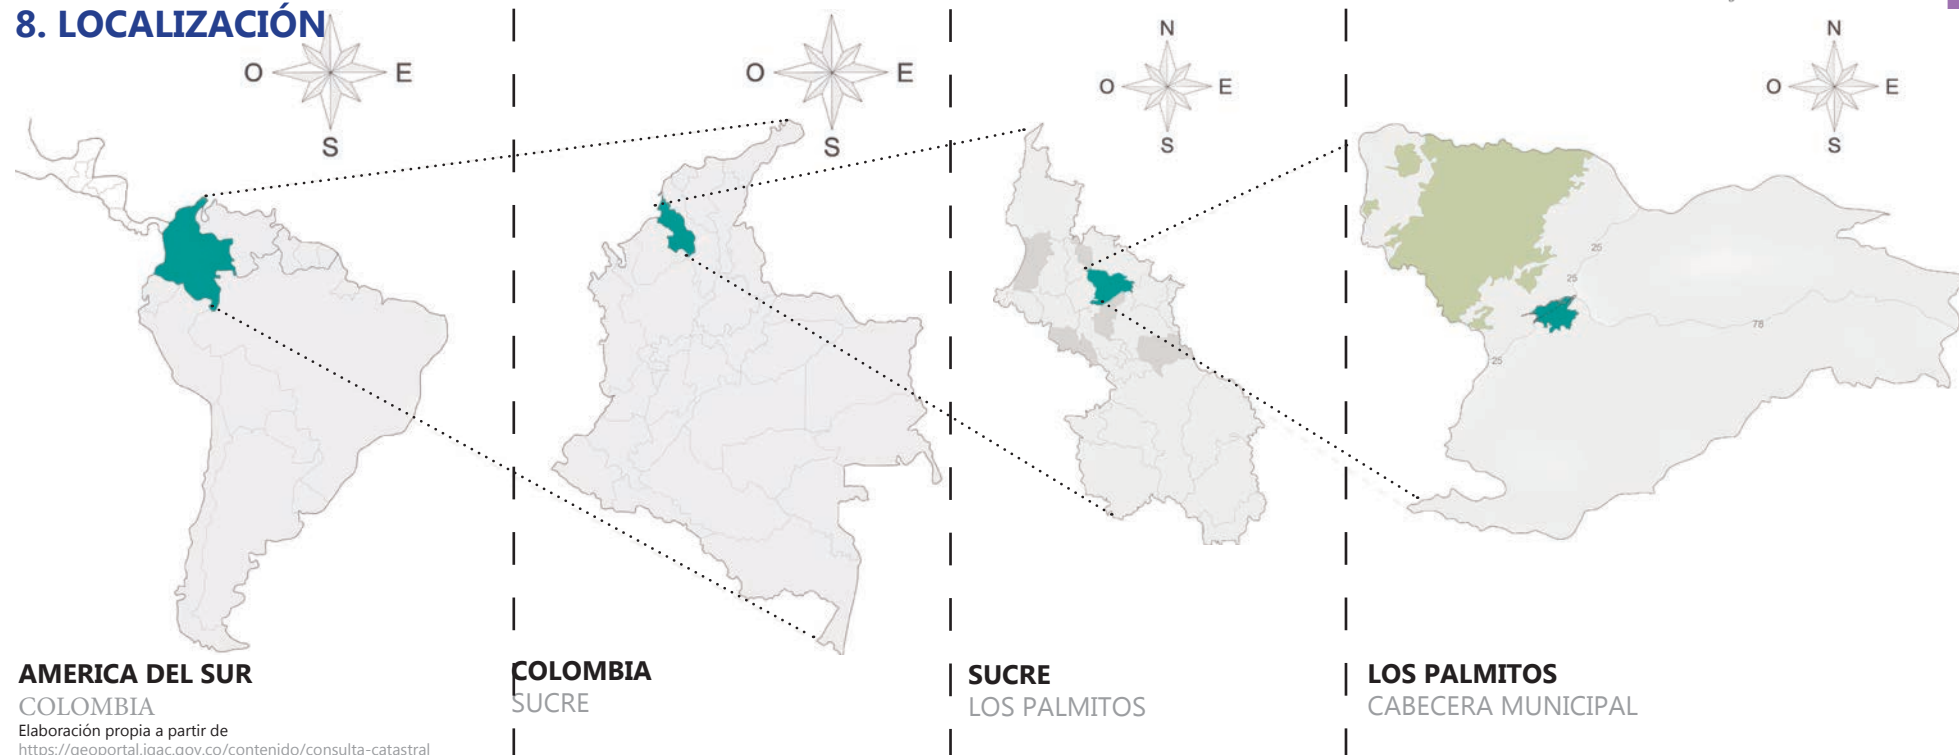 8. LOCALIZACIÓN
O E
S
O E
S
N
O E
S
N
O E
S
25
25
78
25
AMERICA DEL SUR
COLOMBIA
Elaboración propia a partir de
https://geoportal.igac.gov.co/contenido/consulta-catastral
COLOMBIA
SUCRE
SUCRE
LOS PALMITOS
LOS PALMITOS
CABECERA MUNICIPAL